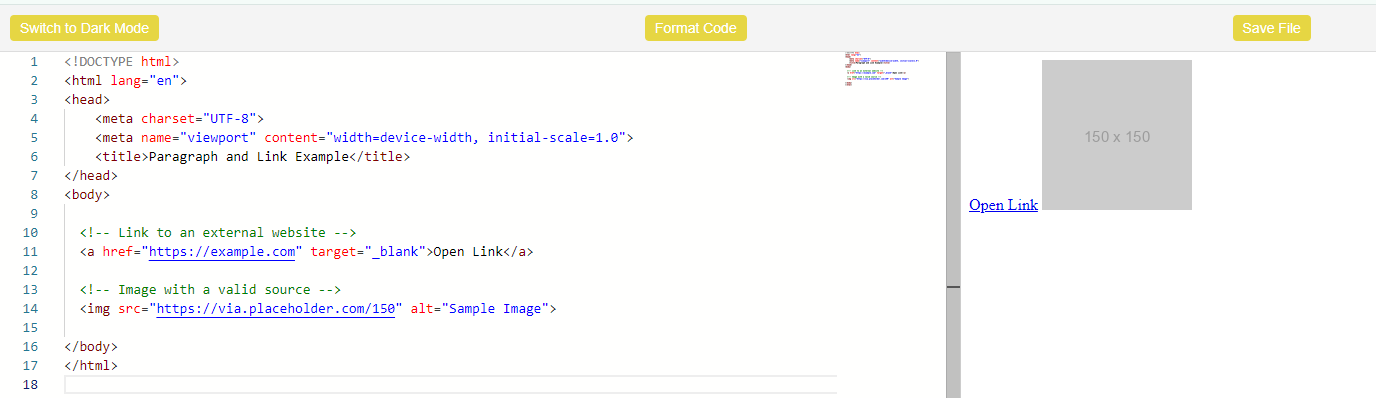 Switch to Dark Mode
Format Code
Save File
1 <!DOCTYPE html>
2 <html lang="en">
3 <head>
4     <meta charset="UTF-8">
5     <meta name="viewport" content="width=device-width, initial-scale=1.0">
6     <title>Paragraph and Link Example</title>
7 </head>
8 <body>
9
10   <!-- Link to an external website -->
11   <a href="https://example.com" target="_blank">Open Link</a>
12
13   <!-- Image with a valid source -->
14   <img src="https://via.placeholder.com/150" alt="Sample Image">
15
16 </body>
17 </html>
18
150 x 150
Open Link